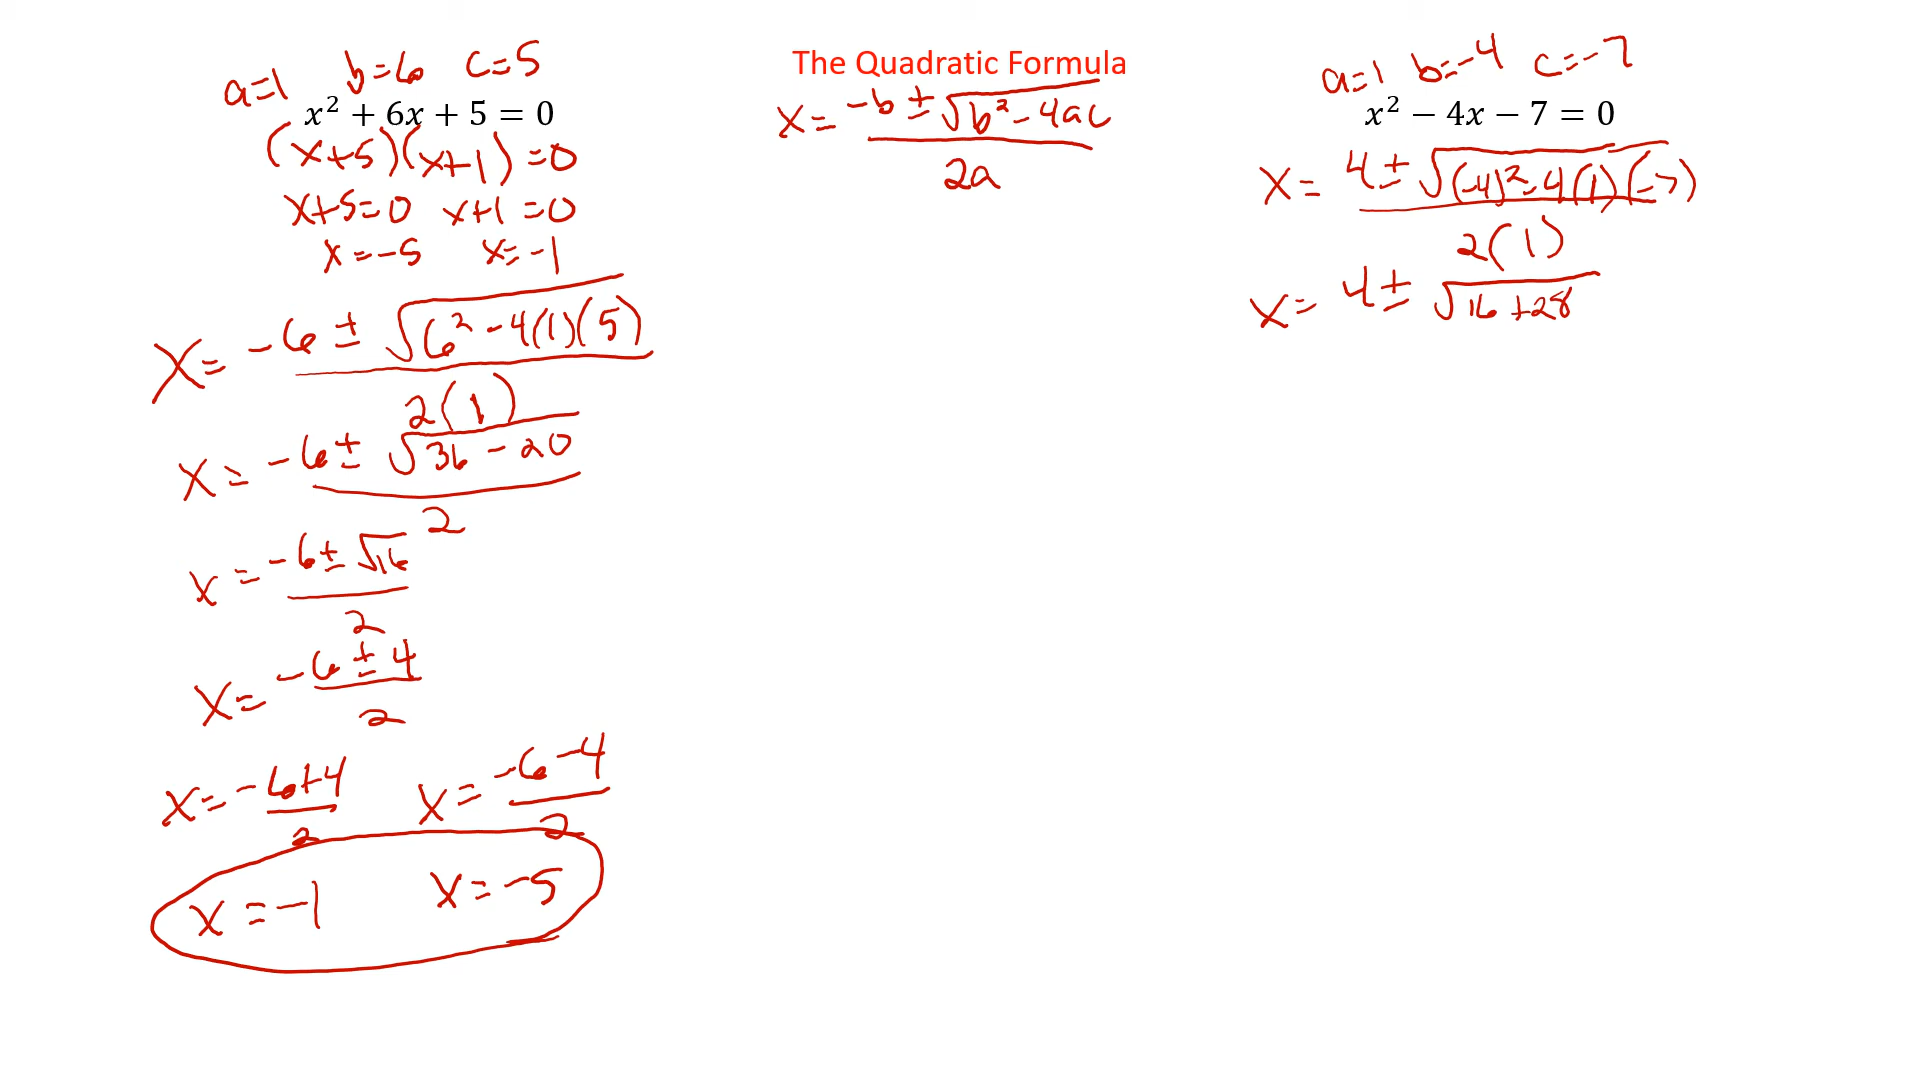 a=1 b=6 c=5
x² + 6x + 5 = 0
(x+5)(x+1)=0
x+5=0 x+1=0
x=-5 x=-1
x= -6 ± √6²-4(1)(5)
2(1)
x= -6 ± √36-20
2
x= -6 ± √16
2
x= -6 ± 4
2
x= -6+4 x= -6-4
2 2
x=-1 x=-5
The Quadratic Formula
x= -b ± √b²-4ac
2a
a=1 b=-4 c=-7
x² − 4x − 7 = 0
x= 4 ± √(-4)²-4(1)(-7)
2(1)
x= 4 ± √16+28